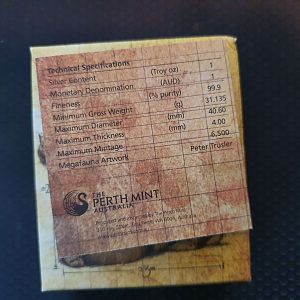 Technical Specifications
Silver Content (Troy oz) 1
Monetary Denomination (AUD) 1
Fineness (% purity) 99.9
Minimum Gross Weight (g) 31.135
Maximum Diameter (mm) 40.60
Maximum Thickness (mm) 4.00
Maximum Mintage 6,500
Megafauna Artwork Peter Trusler
THE
PERTH MINT
AUSTRALIA